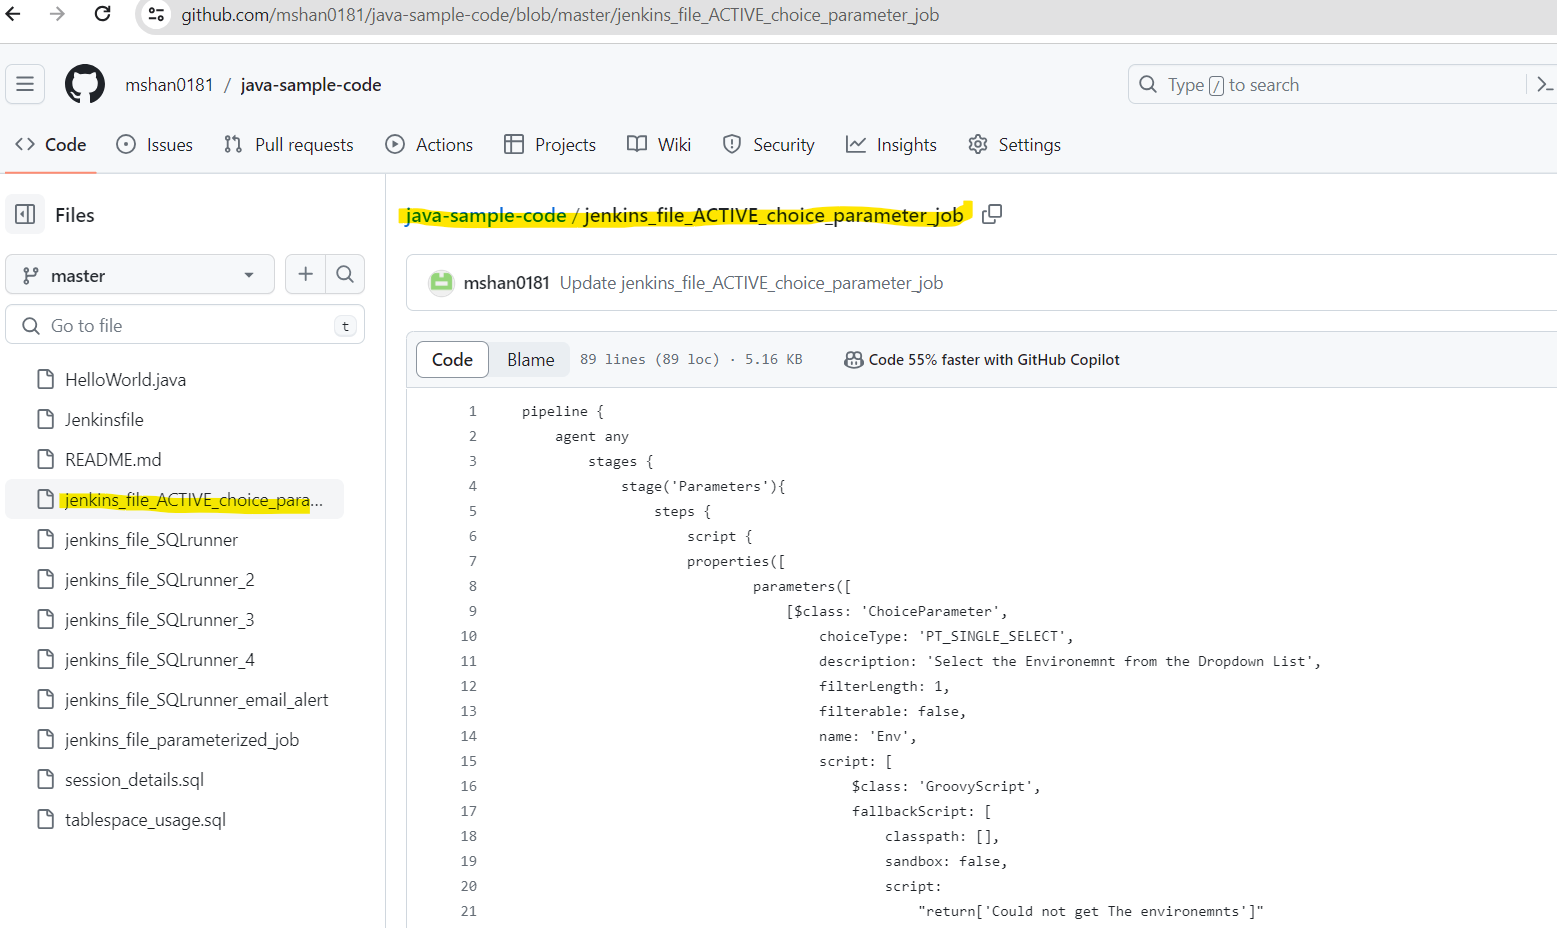 github.com/mshan0181/java-sample-code/blob/master/jenkins_file_ACTIVE_choice_parameter_job
mshan0181 / java-sample-code
Type / to search
Code Issues Pull requests Actions Projects Wiki Security Insights Settings
Files
master
Go to file t
HelloWorld.java
Jenkinsfile
README.md
jenkins_file_ACTIVE_choice_para...
jenkins_file_SQLrunner
jenkins_file_SQLrunner_2
jenkins_file_SQLrunner_3
jenkins_file_SQLrunner_4
jenkins_file_SQLrunner_email_alert
jenkins_file_parameterized_job
session_details.sql
tablespace_usage.sql
java-sample-code / jenkins_file_ACTIVE_choice_parameter_job
mshan0181 Update jenkins_file_ACTIVE_choice_parameter_job
Code Blame 89 lines (89 loc) · 5.16 KB Code 55% faster with GitHub Copilot
1 pipeline {
2 agent any
3 stages {
4 stage('Parameters'){
5 steps {
6 script {
7 properties([
8 parameters([
9 [$class: 'ChoiceParameter',
10 choiceType: 'PT_SINGLE_SELECT',
11 description: 'Select the Environemnt from the Dropdown List',
12 filterLength: 1,
13 filterable: false,
14 name: 'Env',
15 script: [
16 $class: 'GroovyScript',
17 fallbackScript: [
18 classpath: [],
19 sandbox: false,
20 script:
21 "return['Could not get The environemnts']"